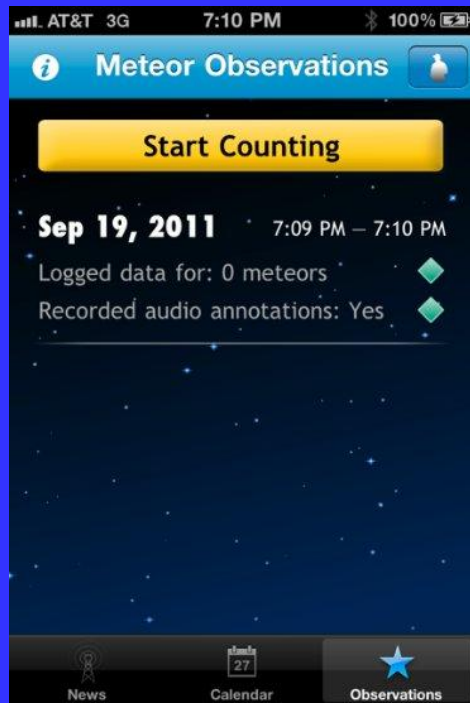 AT&T 3G 7:10 PM 100%
i Meteor Observations
Start Counting
Sep 19, 2011 7:09 PM – 7:10 PM
Logged data for: 0 meteors
Recorded audio annotations: Yes
27
News Calendar Observations